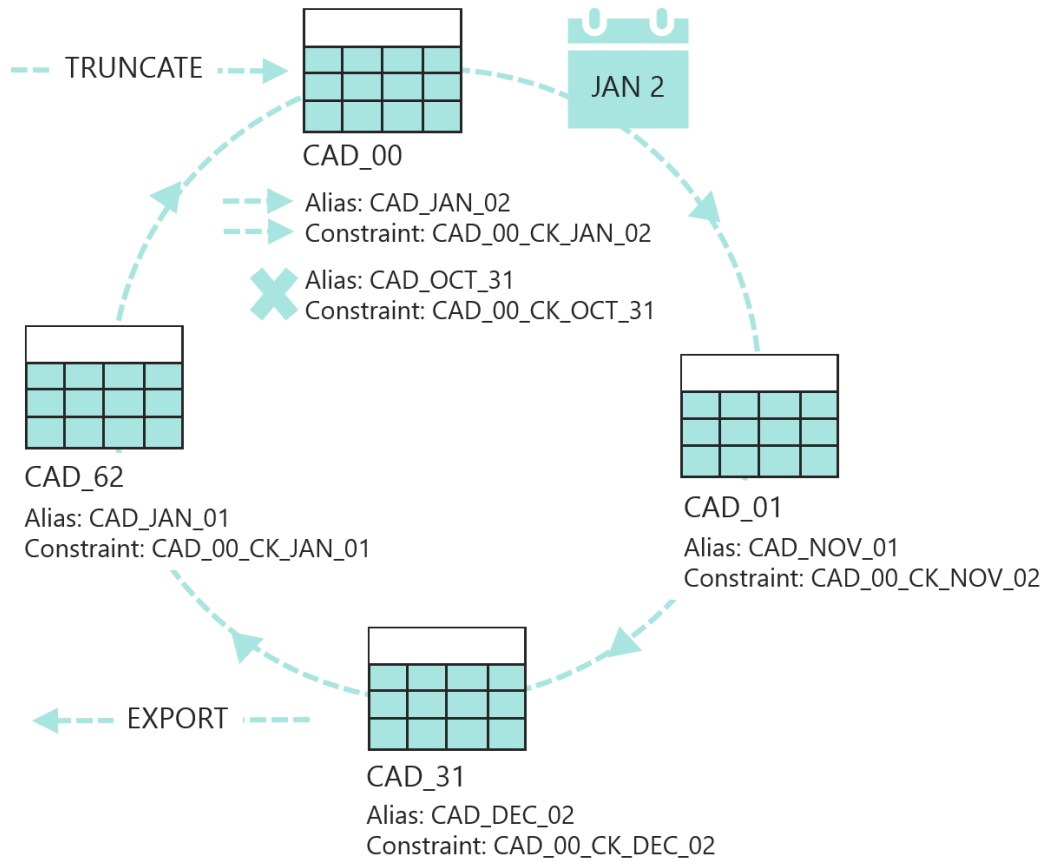 TRUNCATE
JAN 2
CAD_00
Alias: CAD_JAN_02
Constraint: CAD_00_CK_JAN_02
Alias: CAD_OCT_31
Constraint: CAD_00_CK_OCT_31
CAD_62
Alias: CAD_JAN_01
Constraint: CAD_00_CK_JAN_01
CAD_01
Alias: CAD_NOV_01
Constraint: CAD_00_CK_NOV_02
EXPORT
CAD_31
Alias: CAD_DEC_02
Constraint: CAD_00_CK_DEC_02